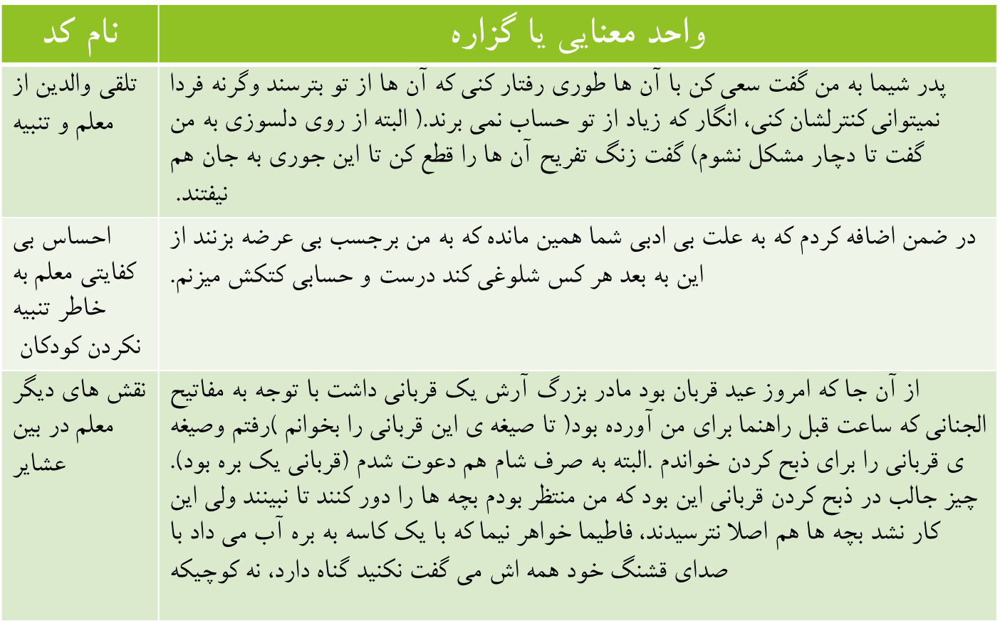 واحد معنایی یا گزاره
نام کد
پدر شیما به من گفت سعی کن با آن ها طوری رفتار کنی که آن ها از تو بترسند وگرنه فردا
نمیتوانی کنترلشان کنی، انگار که زیاد از تو حساب نمی برند.( البته از روی دلسوزی به من
گفت تا دچار مشکل نشوم) گفت زنگ تفریح آن ها را قطع کن تا این جوری به جان هم
نیفتند.
تلقی والدین از
معلم و تنبیه
در ضمن اضافه کردم که به علت بی ادبی شما همین مانده که به من برجسب بی عرضه بزنند از
این به بعد هر کس شلوغی کند درست و حسابی کتکش میزنم.
احساس بی
کفایتی معلم به
خاطر تنبیه
نکردن کودکان
از آن جا که امروز عید قربان بود مادر بزرگ آرش یک قربانی داشت با توجه به مفاتیح
الجنانی که ساعت قبل راهنما برای من آورده بود( تا صیغه ی این قربانی را بخوانم )رفتم وصیغه
ی قربانی را برای ذبح کردن خواندم .البته به صرف شام هم دعوت شدم (قربانی یک بره بود).
چیز جالب در ذبح کردن قربانی این بود که من منتظر بودم بچه ها را دور کنند تا نبینند ولی این
کار نشد بچه ها هم اصلا نترسیدند، فاطیما خواهر نیما که با یک کاسه به بره آب می داد با
صدای قشنگ خود همه اش می گفت نکنید گناه دارد، نه کوچیکه
نقش های دیگر
معلم در بین
عشایر